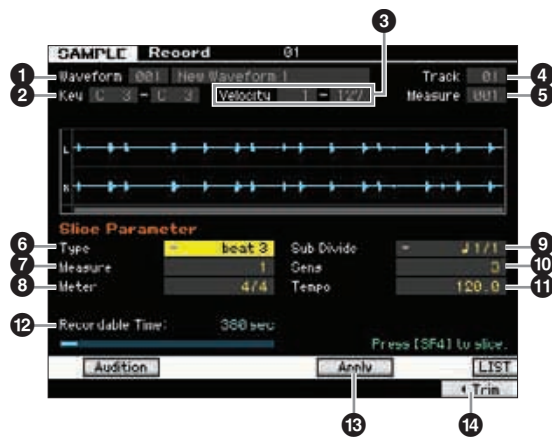 3
SAMPLE Record 01
1 Waveform 001 New Waveform 1 Track 01 4
2 Key C 3 - C 3 Velocity 1 - 127 Measure 001 5
L
R
Slice Parameter
6 Type beat 3 Sub Divide 1/1 9
7 Measure 1 Sens 3 10
8 Meter 4/4 Tempo 120.0 11
12 Recordable Time: 380 sec
Press [SF4] to slice.
Audition Apply LIST
Trim
13 14